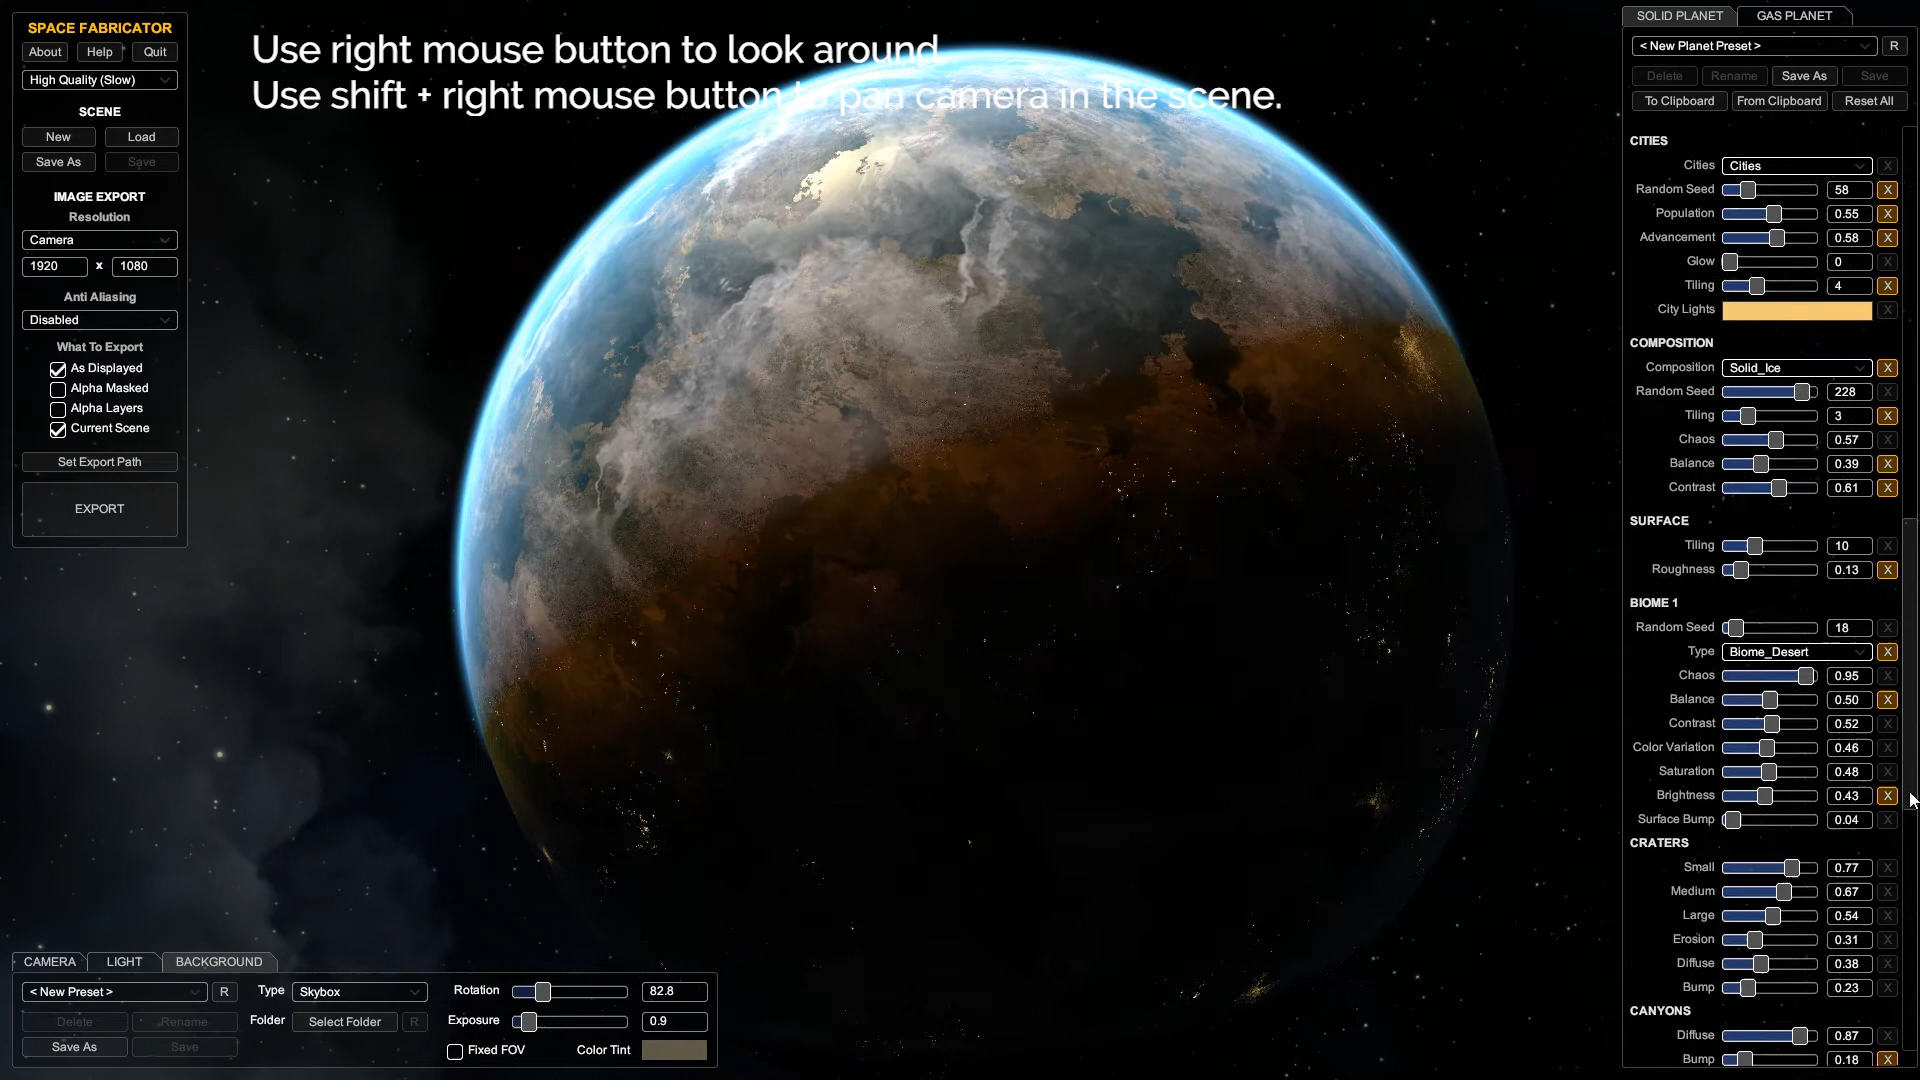 SPACE FABRICATOR
About Help Quit
High Quality (Slow)
SCENE
New Load
Save As Save
IMAGE EXPORT
Resolution
Camera
1920 x 1080
Anti Aliasing
Disabled
What To Export
As Displayed
Alpha Masked
Alpha Layers
Current Scene
Set Export Path
EXPORT
Use right mouse button to look around.
Use shift + right mouse button to pan camera in the scene.
CAMERA LIGHT BACKGROUND
< New Preset > R Type Skybox Rotation 82.8
Delete Rename Folder Select Folder R Exposure 0.9
Save As Save Fixed FOV Color Tint
SOLID PLANET GAS PLANET
< New Planet Preset > R
Delete Rename Save As Save
To Clipboard From Clipboard Reset All
CITIES
Cities Cities X
Random Seed 58 X
Population 0.55 X
Advancement 0.58 X
Glow 0 X
Tiling 4 X
City Lights X
COMPOSITION
Composition Solid_Ice X
Random Seed 228 X
Tiling 3 X
Chaos 0.57 X
Balance 0.39 X
Contrast 0.61 X
SURFACE
Tiling 10 X
Roughness 0.13 X
BIOME 1
Random Seed 18 X
Type Biome_Desert X
Chaos 0.95 X
Balance 0.50 X
Contrast 0.52 X
Color Variation 0.46 X
Saturation 0.48 X
Brightness 0.43 X
Surface Bump 0.04 X
CRATERS
Small 0.77 X
Medium 0.67 X
Large 0.54 X
Erosion 0.31 X
Diffuse 0.38 X
Bump 0.23 X
CANYONS
Diffuse 0.87 X
Bump 0.18 X